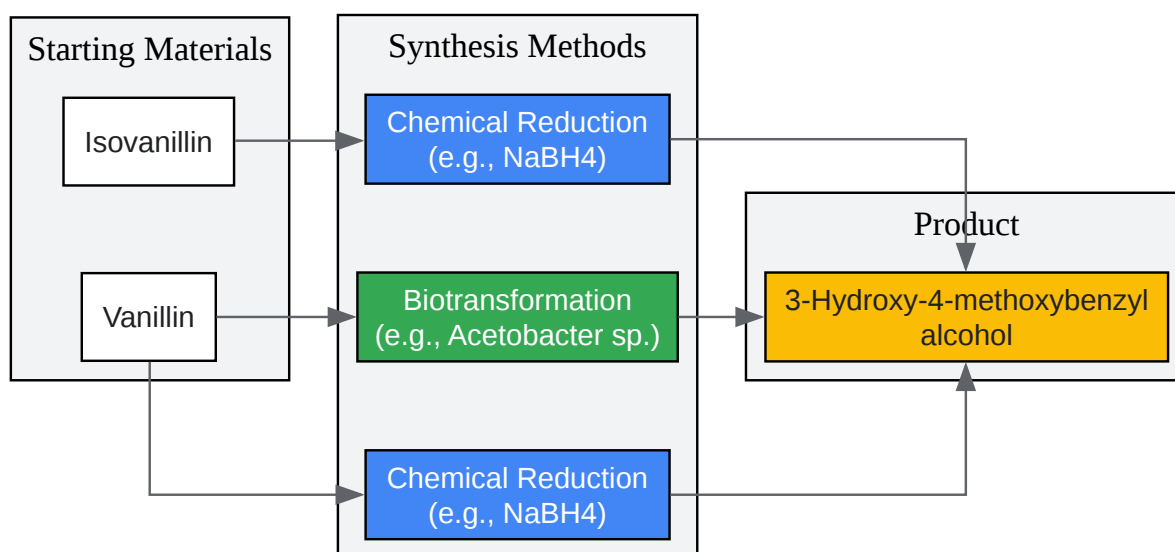 Starting Materials
Isovanillin
Vanillin
Synthesis Methods
Chemical Reduction
(e.g., NaBH4)
Biotransformation
(e.g., Acetobacter sp.)
Chemical Reduction
(e.g., NaBH4)
Product
3-Hydroxy-4-methoxybenzyl
alcohol